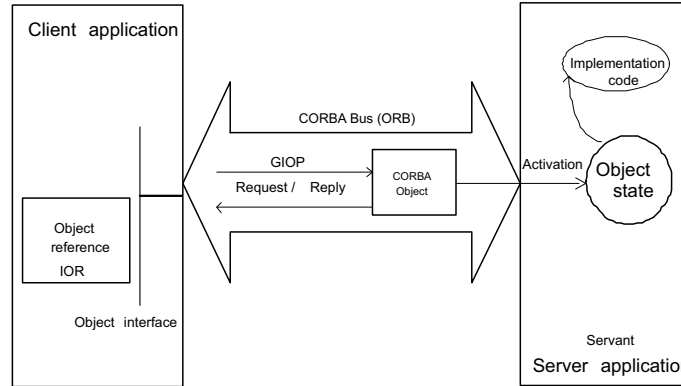 Client application
Object
reference
IOR
Object interface
CORBA Bus (ORB)
GIOP
Request / Reply
CORBA
Object
Activation
Implementation
code
Object
state
Servant
Server application